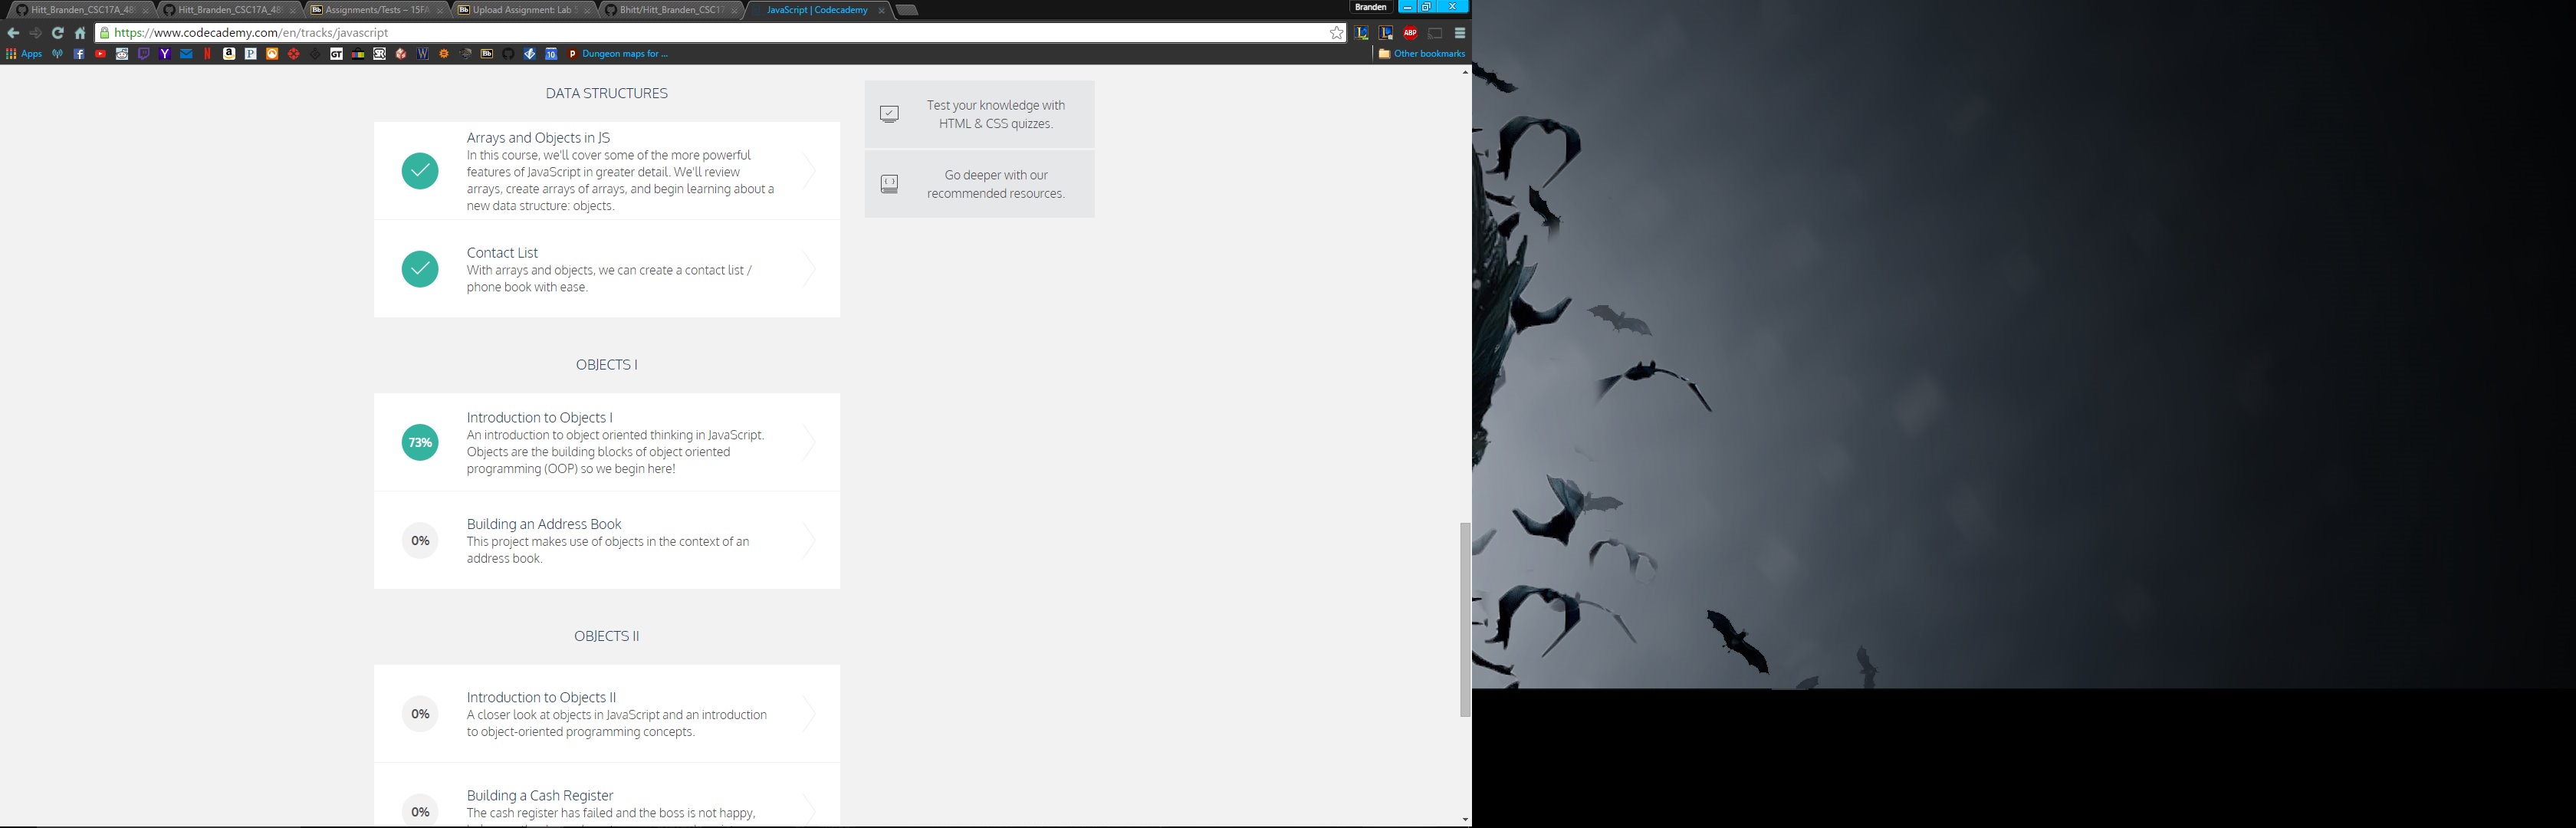 Hitt_Branden_CSC17A_48
Hitt_Branden_CSC17A_48
Assignments/Tests – 15FA
Upload Assignment: Lab
Bhitt/Hitt_Branden_CSC17
JavaScript | Codecademy
Branden
https://www.codecademy.com/en/tracks/javascript
ABP
Apps
Dungeon maps for ...
Other bookmarks
DATA STRUCTURES
Arrays and Objects in JS
In this course, we'll cover some of the more powerful
features of JavaScript in greater detail. We'll review
arrays, create arrays of arrays, and begin learning about a
new data structure: objects.
Contact List
With arrays and objects, we can create a contact list /
phone book with ease.
Test your knowledge with
HTML & CSS quizzes.
Go deeper with our
recommended resources.
OBJECTS I
73%
Introduction to Objects I
An introduction to object oriented thinking in JavaScript.
Objects are the building blocks of object oriented
programming (OOP) so we begin here!
0%
Building an Address Book
This project makes use of objects in the context of an
address book.
OBJECTS II
0%
Introduction to Objects II
A closer look at objects in JavaScript and an introduction
to object-oriented programming concepts.
0%
Building a Cash Register
The cash register has failed and the boss is not happy,